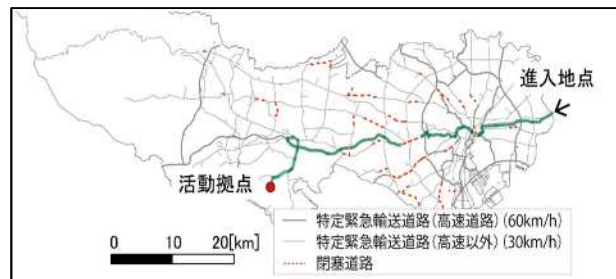 進入地点
活動拠点
特定緊急輸送道路(高速道路)(60km/h)
特定緊急輸送道路(高速以外)(30km/h)
閉塞道路
0 10 20[km]